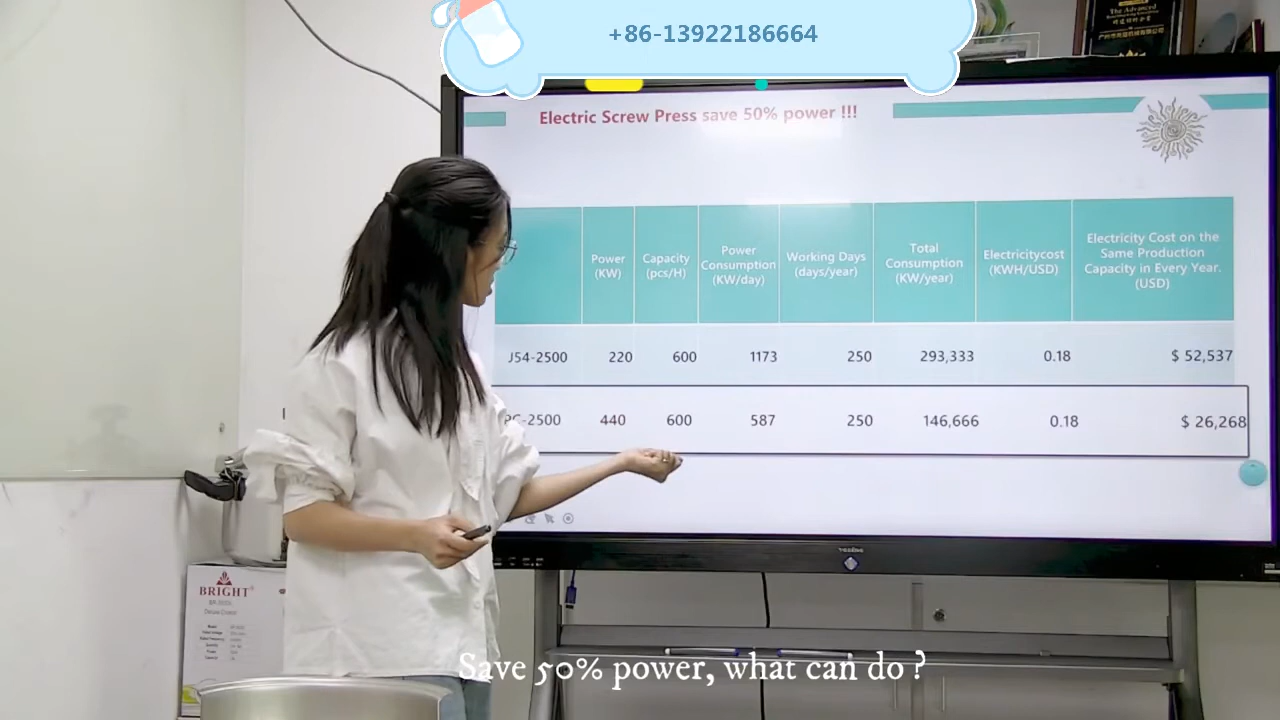 +86-13922186664
The Advanced
Electric Screw Press save 50% power !!!
Power
(KW)
Capacity
(pcs/H)
Power
Consumption
(KW/day)
Working Days
(days/year)
Total
Consumption
(KW/year)
Electricitycost
(KWH/USD)
Electricity Cost on the
Same Production
Capacity in Every Year.
(USD)
J54-2500 220 600 1173 250 293,333 0.18 $ 52,537
-2500 440 600 587 250 146,666 0.18 $ 26,268
BRIGHT
Save 50% power, what can do ?